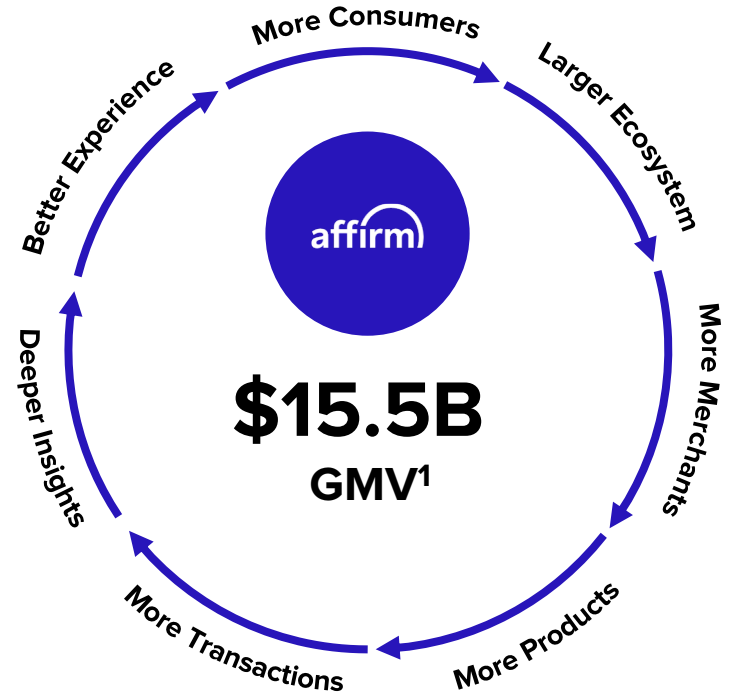 More Consumers
Larger Ecosystem
More Merchants
More Products
More Transactions
Deeper Insights
Better Experience
affirm
$15.5B
GMV¹